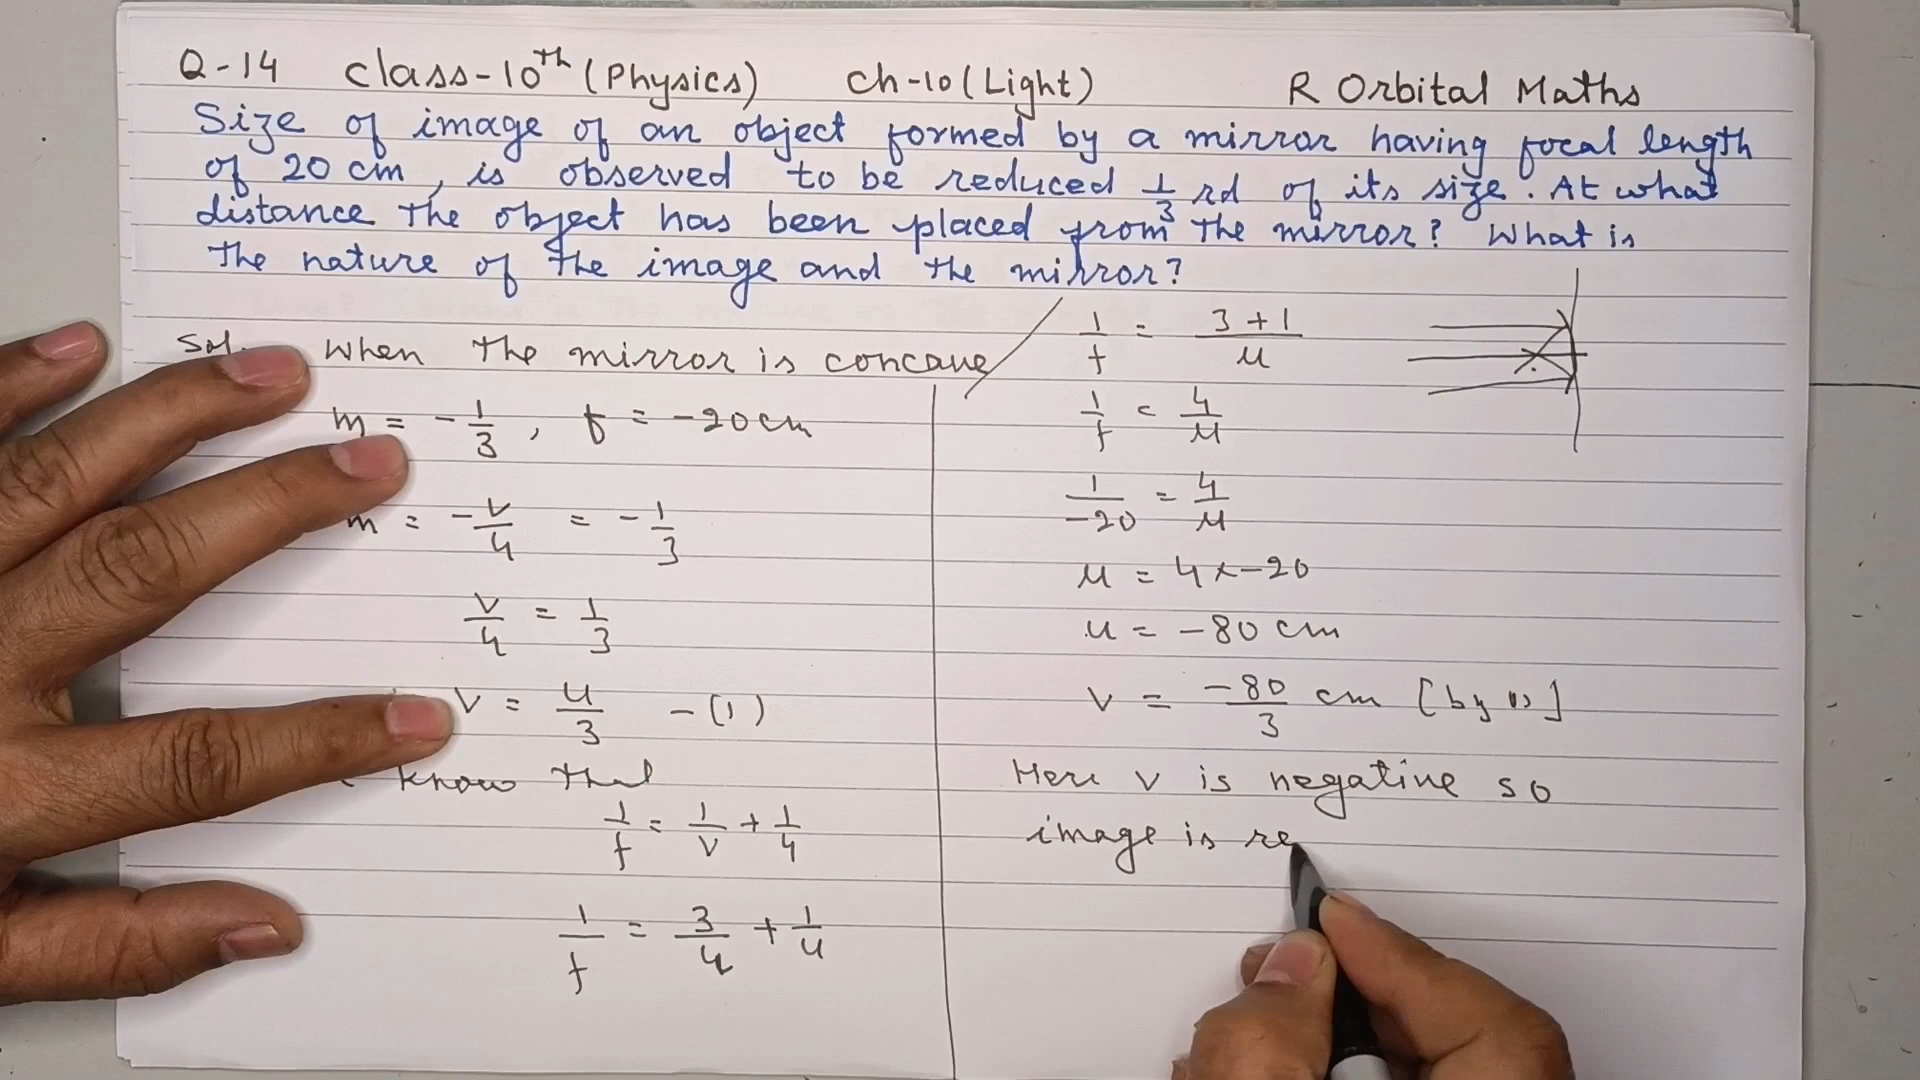 Q-14 Class-10th (Physics) Ch-10 (Light) R Orbital Maths
Size of image of an object formed by a mirror having focal length
of 20 cm, is observed to be reduced 1/3 rd of its size. At what
distance the object has been placed from the mirror? What is
the nature of the image and the mirror?
Sol. When the mirror is concave
m = -1/3, f = -20cm
m = -v/u = -1/3
v/u = 1/3
v = u/3 -(1)
know that
1/f = 1/v + 1/u
1/f = 3/u + 1/u
1/f = 3+1/u
1/f = 4/u
1/-20 = 4/u
u = 4x-20
u = -80 cm
v = -80/3 cm [by (1)]
Here v is negative so
image is re